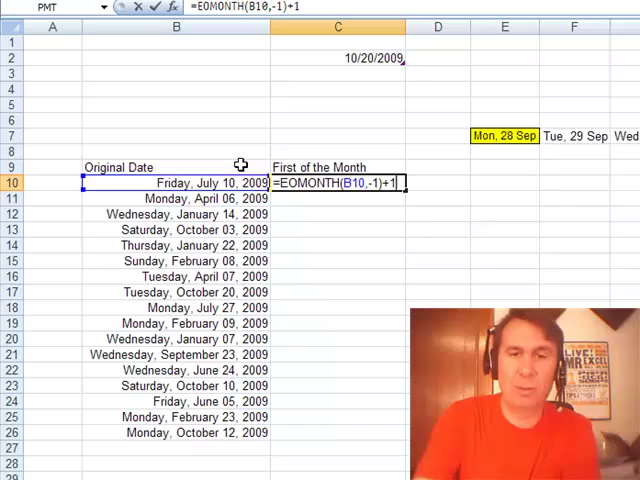 PMT =EOMONTH(B10,-1)+1
A B C D E F G
1
2 10/20/2009
3
4
5
6
7 Mon, 28 Sep Tue, 29 Sep Wed
8
9 Original Date First of the Month
10 Friday, July 10, 2009 =EOMONTH(B10,-1)+1
11 Monday, April 06, 2009
12 Wednesday, January 14, 2009
13 Saturday, October 03, 2009
14 Thursday, January 22, 2009
15 Sunday, February 08, 2009
16 Tuesday, April 07, 2009
17 Tuesday, October 20, 2009
18 Monday, July 27, 2009
19 Monday, February 09, 2009
20 Wednesday, January 07, 2009
21 Wednesday, September 23, 2009
22 Wednesday, June 24, 2009
23 Saturday, October 10, 2009
24 Friday, June 05, 2009
25 Monday, February 23, 2009
26 Monday, October 12, 2009
27
28
29
LIVE!
MR EXCEL